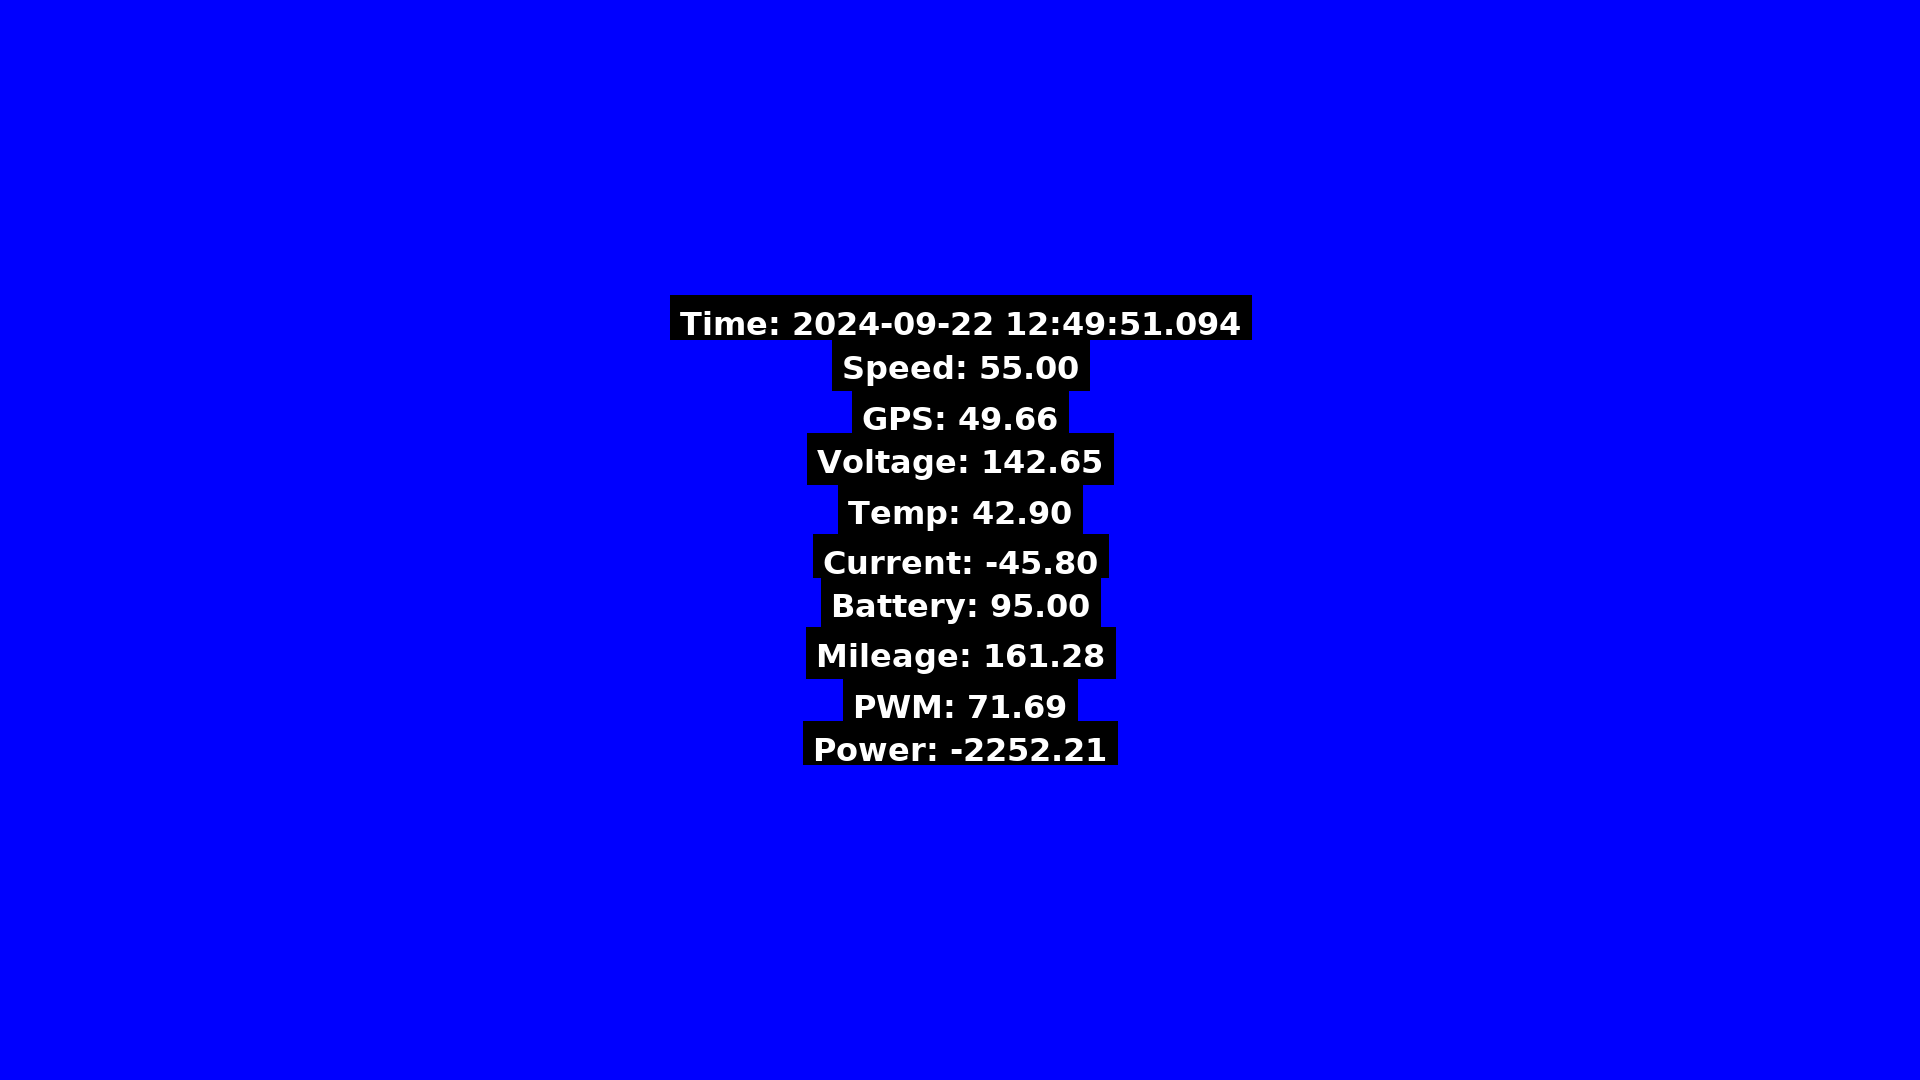 Time: 2024-09-22 12:49:51.094
Speed: 55.00
GPS: 49.66
Voltage: 142.65
Temp: 42.90
Current: -45.80
Battery: 95.00
Mileage: 161.28
PWM: 71.69
Power: -2252.21